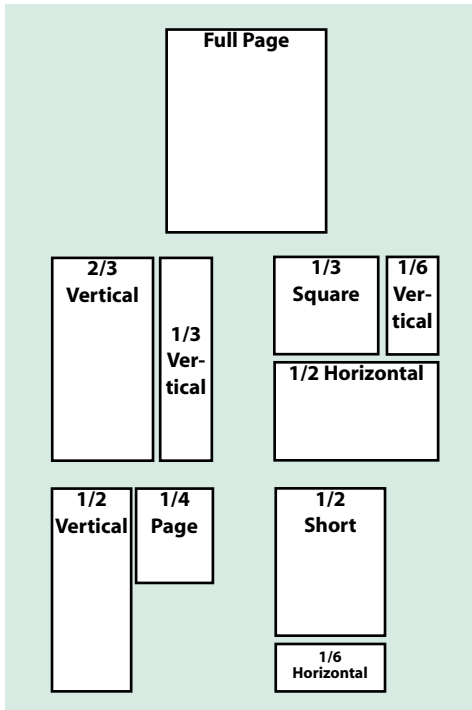 Full Page
2/3
Vertical
1/3
Ver-
tical
1/3
Square
1/6
Ver-
tical
1/2 Horizontal
1/2
Vertical
1/4
Page
1/2
Short
1/6
Horizontal